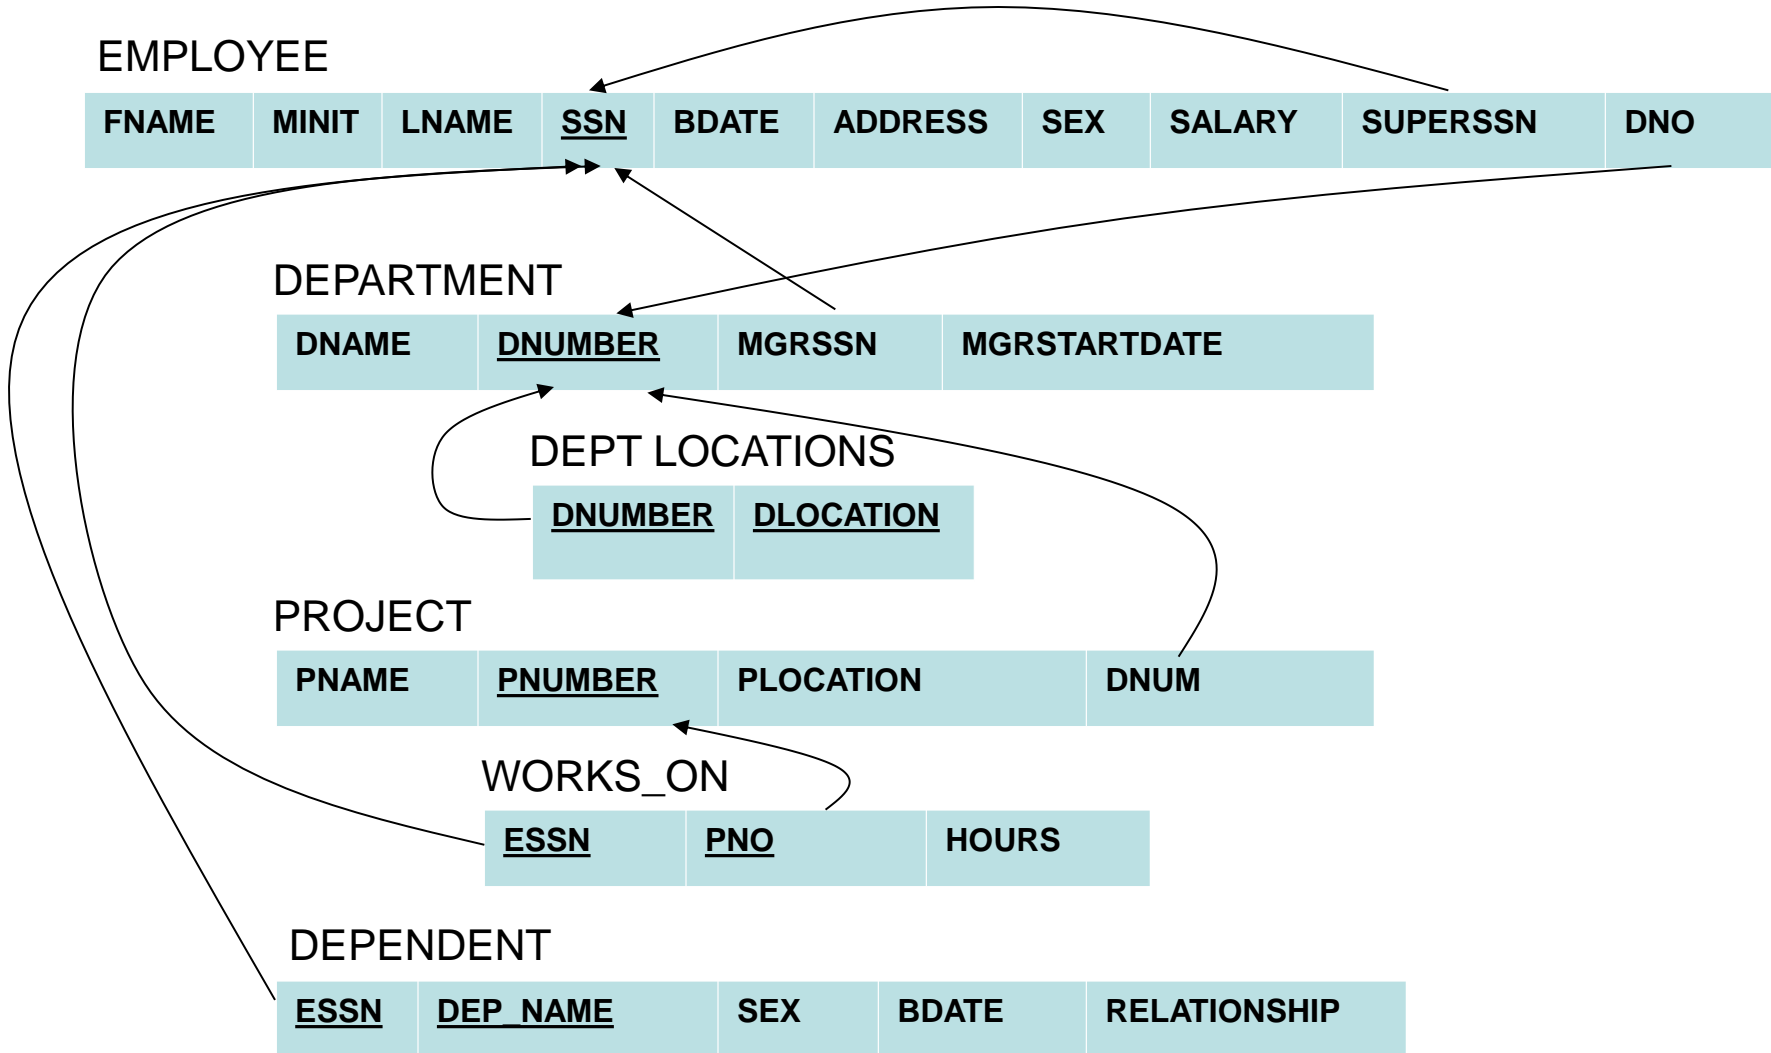 EMPLOYEE
FNAME MINIT LNAME SSN BDATE ADDRESS SEX SALARY SUPERSSN DNO
DEPARTMENT
DNAME DNUMBER MGRSSN MGRSTARTDATE
DEPT LOCATIONS
DNUMBER DLOCATION
PROJECT
PNAME PNUMBER PLOCATION DNUM
WORKS_ON
ESSN PNO HOURS
DEPENDENT
ESSN DEP_NAME SEX BDATE RELATIONSHIP